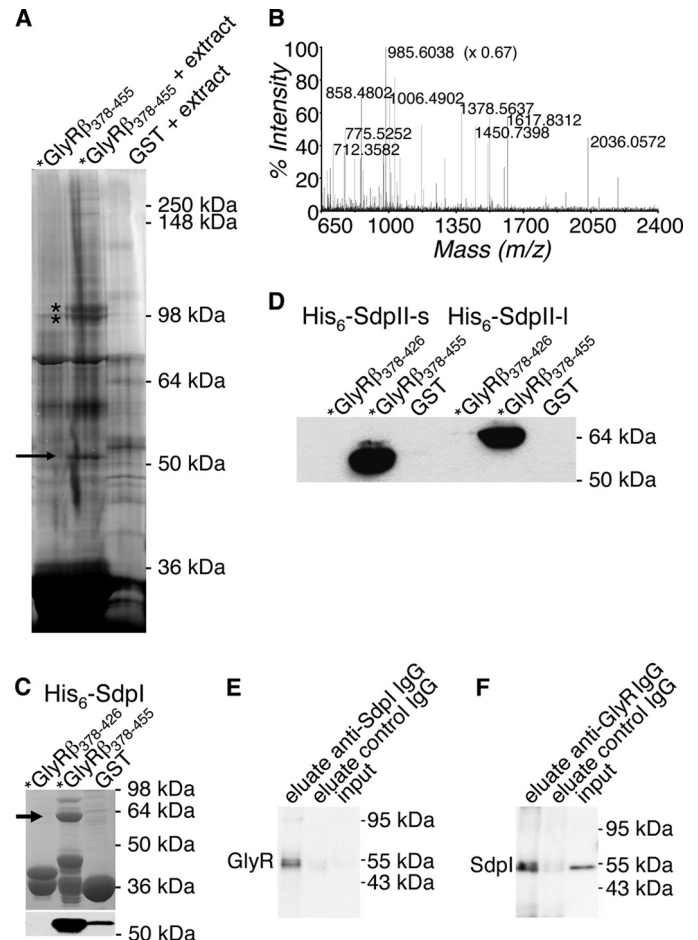 A
*GlyRβ378-455
*GlyRβ378-455 + extract
GST + extract
250 kDa
148 kDa
*
*
98 kDa
64 kDa
50 kDa
36 kDa
B
% Intensity
100
80
60
40
20
0
985.6038 (x 0.67)
858.4802
1006.4902
1378.5637
1617.8312
775.5252
1450.7398
712.3582
2036.0572
650 1000 1350 1700 2050 2400
Mass (m/z)
D
His6-SdpII-s His6-SdpII-l
*GlyRβ378-426
*GlyRβ378-455
GST
*GlyRβ378-426
*GlyRβ378-455
GST
- 64 kDa
- 50 kDa
C
His6-SdpI
*GlyRβ378-426
*GlyRβ378-455
GST
98 kDa
64 kDa
50 kDa
36 kDa
50 kDa
E
eluate anti-SdpI IgG
eluate control IgG
input
-95 kDa
GlyR
-55 kDa
-43 kDa
F
eluate anti-GlyR IgG
eluate control IgG
input
-95 kDa
SdpI
-55 kDa
-43 kDa